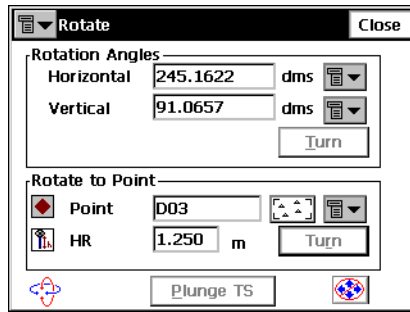 Rotate Close
Rotation Angles
Horizontal 245.1622 dms
Vertical 91.0657 dms
Turn
Rotate to Point
Point D03
HR 1.250 m Turn
Plunge TS